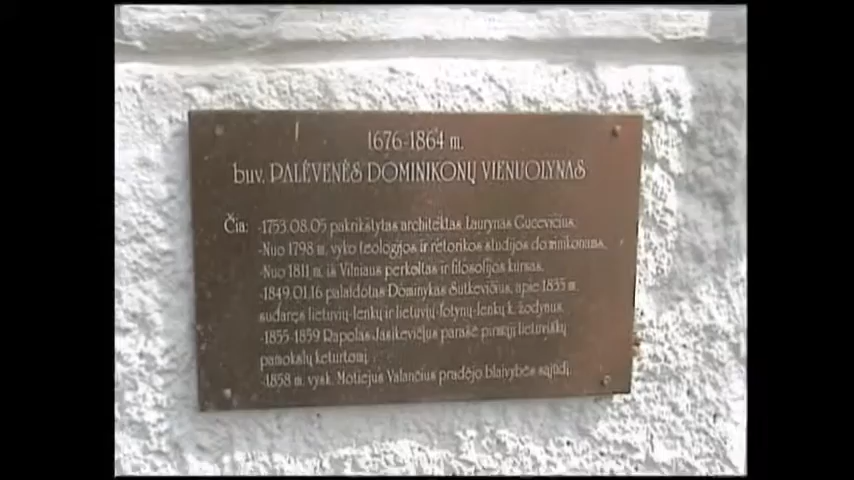 1676-1864 m.
buv. PALĖVENĖS DOMINIKONŲ VIENUOLYNAS
Čia: -1753.08.05 pakrikštytas architektas Laurynas Gucevičius.
-Nuo 1798 m. vyko teologijos ir retorikos studijos dominikonams.
-Nuo 1811 m. iš Vilniaus perkeltas ir filosofijos kursas.
-1849.01.16 palaidotas Dominykas Sutkevičius, apie 1835 m.
sudaręs lietuvių-lenkų ir lietuvių-lotynų-lenkų k. žodynus.
-1855-1859 Rapolas Jasikevičius parašė pirmąjį lietuviškų
pamokslų keturtomį.
-1858 m. vysk. Motiejus Valančius pradėjo blaivybės sąjūdį.